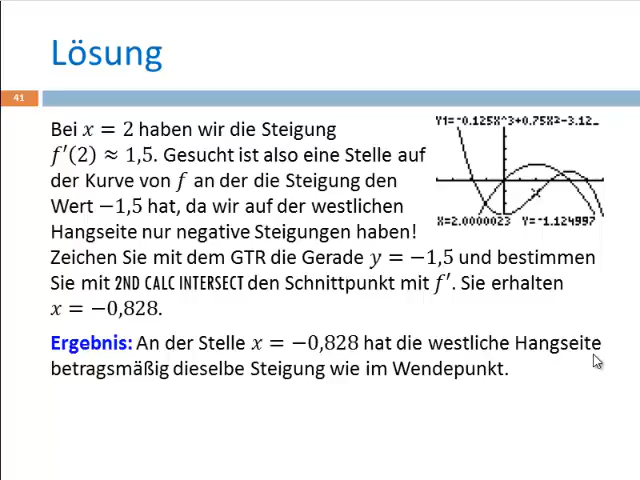 Lösung
41
Bei x = 2 haben wir die Steigung
f′(2) ≈ 1,5. Gesucht ist also eine Stelle auf
der Kurve von f an der die Steigung den
Wert −1,5 hat, da wir auf der westlichen
Hangseite nur negative Steigungen haben!
Zeichen Sie mit dem GTR die Gerade y = −1,5 und bestimmen
Sie mit 2ND CALC INTERSECT den Schnittpunkt mit f′. Sie erhalten
x = −0,828.
Y1=-0.125X^3+0.75X²-3.12…
X=2.0000023 Y=-1.124997
Ergebnis: An der Stelle x = −0,828 hat die westliche Hangseite
betragsmäßig dieselbe Steigung wie im Wendepunkt.